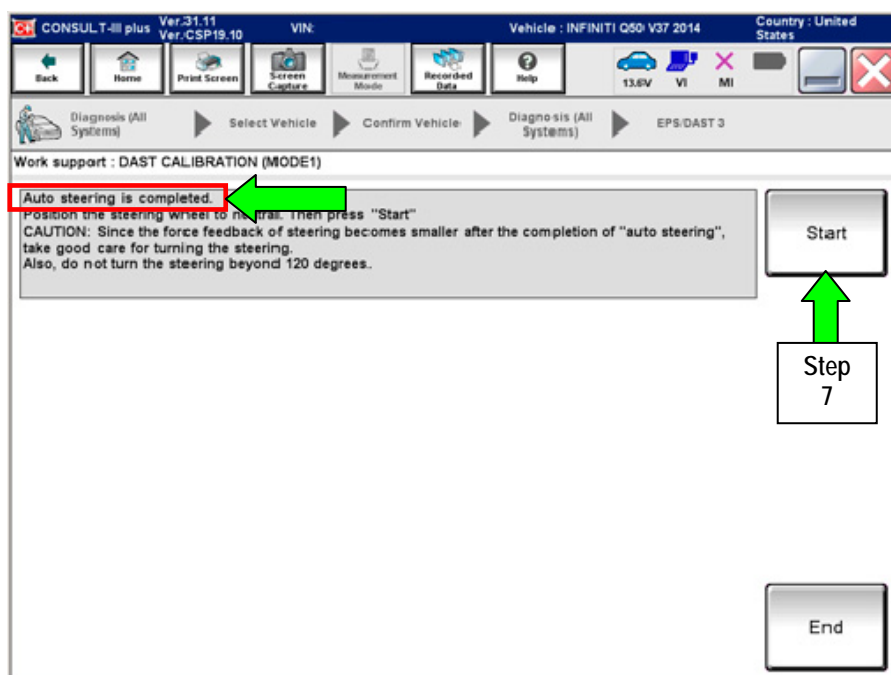 CONSULT-III plus Ver.31.11 VIN: Vehicle : INFINITI Q50 V37 2014 Country : United
Ver.CSP19.10 States
Back Home Print Screen Screen Capture Measurement Mode Recorded Data Help 13.6V VI MI
Diagnosis (All Systems) Select Vehicle Confirm Vehicle Diagnosis (All Systems) EPS/DAST 3
Work support : DAST CALIBRATION (MODE1)
Auto steering is completed.
Position the steering wheel to neutral. Then press "Start"
CAUTION: Since the force feedback of steering becomes smaller after the completion of "auto steering",
take good care for turning the steering.
Also, do not turn the steering beyond 120 degrees..
Start
Step
7
End